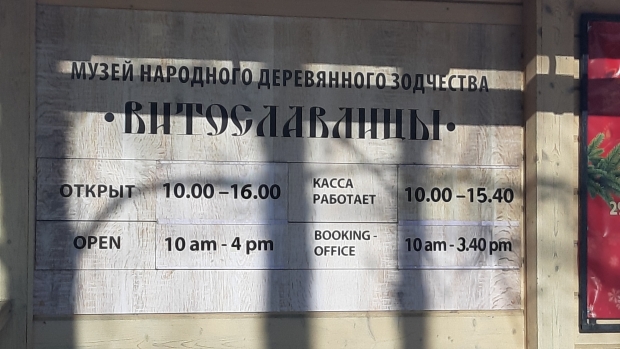 МУЗЕЙ НАРОДНОГО ДЕРЕВЯННОГО ЗОДЧЕСТВА
•ВИТОСЛАВЛИЦЫ•
ОТКРЫТ 10.00 –16.00 КАССА РАБОТАЕТ 10.00 –15.40
OPEN 10 am - 4 pm BOOKING - OFFICE 10 am - 3.40 pm